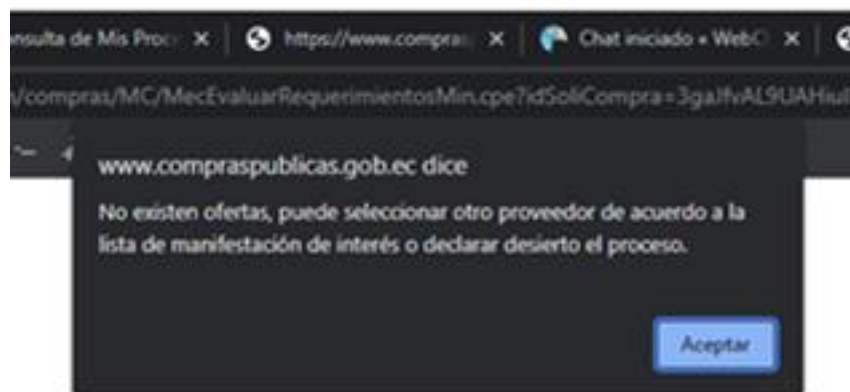 nsulta de Mis Proc
https://www.compras
Chat iniciado « WebC
/compras/MC/MecEvaluarRequerimientosMin.cpe?idSoliCompra=
www.compraspublicas.gob.ec dice
No existen ofertas, puede seleccionar otro proveedor de acuerdo a la
lista de manifestación de interés o declarar desierto el proceso.
Aceptar